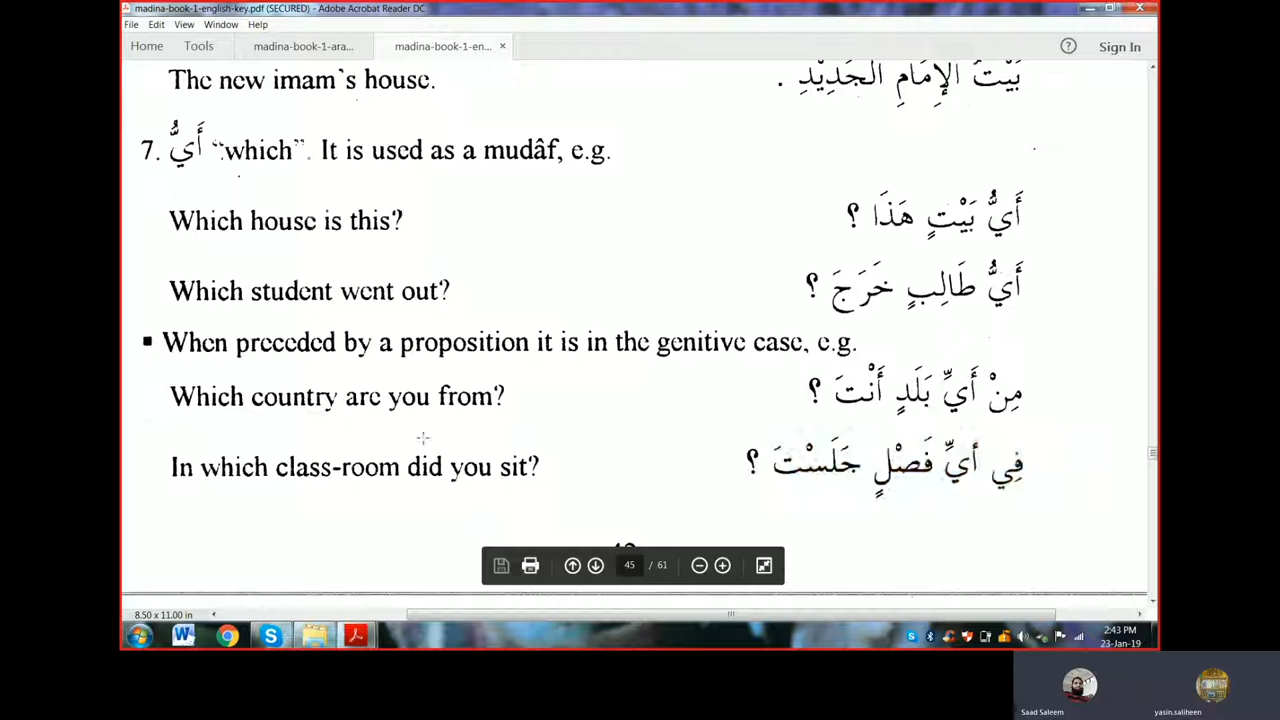 madina-book-1-english-key.pdf (SECURED) - Adobe Acrobat Reader DC
File Edit View Window Help
Home Tools madina-book-1-ara... madina-book-1-en... × Sign In
The new imam`s house. بَيْتُ الإِمَامِ الْجَدِيْدِ .
7. أَيُّ “which”. It is used as a mudâf, e.g.
Which house is this? أَيُّ بَيْتٍ هَذَا ؟
Which student went out? أَيُّ طَالِبٍ خَرَجَ ؟
▪ When preceded by a proposition it is in the genitive case, e.g.
Which country are you from? مِنْ أَيِّ بَلَدٍ أَنْتَ ؟
In which class-room did you sit? فِي أَيِّ فَصْلٍ جَلَسْتَ ؟
45 / 61
8.50 x 11.00 in
2:43 PM
23-Jan-19
Saad Saleem yasin.saliheen